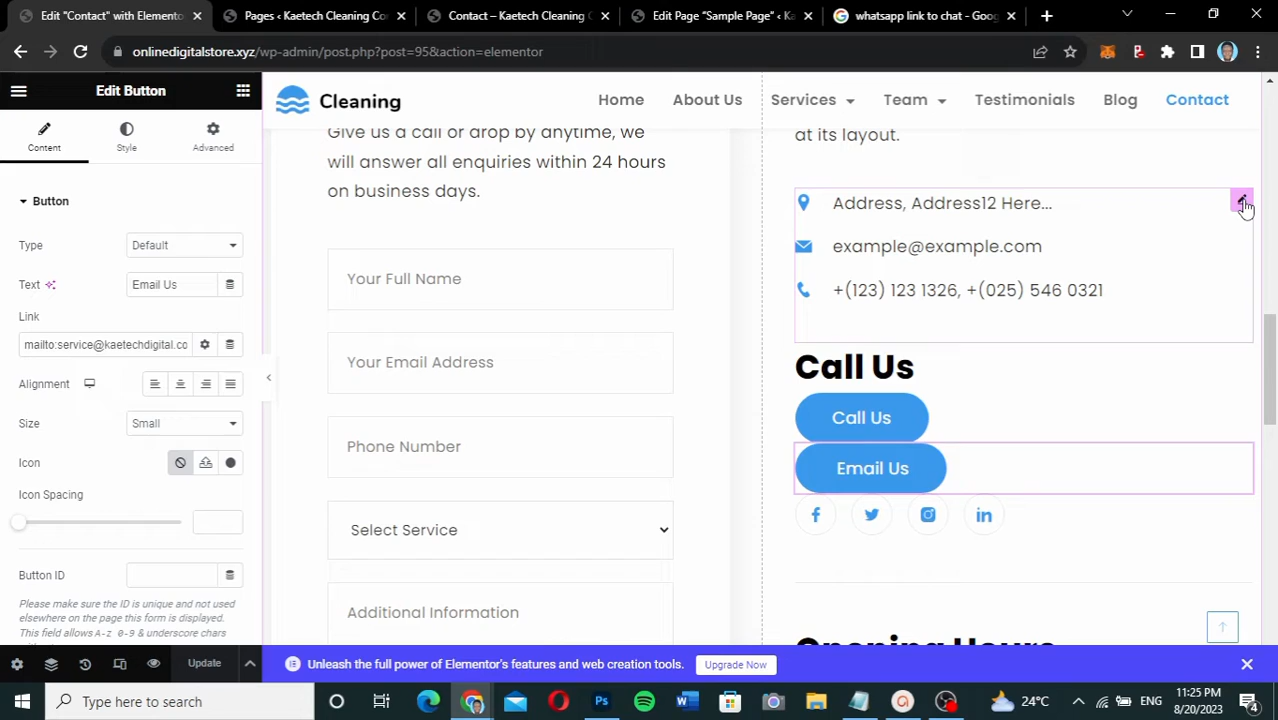 Edit "Contact" with Elemento
Pages ‹ Kaetech Cleaning Co
Contact – Kaetech Cleaning C
Edit Page "Sample Page" ‹ Ka
whatsapp link to chat - Goog
onlinedigitalstore.xyz/wp-admin/post.php?post=95&action=elementor
Edit Button
Content
Style
Advanced
Button
Type
Default
Text
Email Us
Link
mailto:service@kaetechdigital.co
Alignment
Size
Small
Icon
Icon Spacing
Button ID
Please make sure the ID is unique and not used
elsewhere on the page this form is displayed.
This field allows A-z 0-9 & underscore chars
Update
Cleaning
Home
About Us
Services
Team
Testimonials
Blog
Contact
Give us a call or drop by anytime, we
will answer all enquiries within 24 hours
on business days.
Your Full Name
Your Email Address
Phone Number
Select Service
Additional Information
at its layout.
Address, Address12 Here...
example@example.com
+(123) 123 1326, +(025) 546 0321
Call Us
Call Us
Email Us
Opening Hours
Unleash the full power of Elementor's features and web creation tools.
Upgrade Now
Type here to search
24°C
ENG
11:25 PM
8/20/2023
4